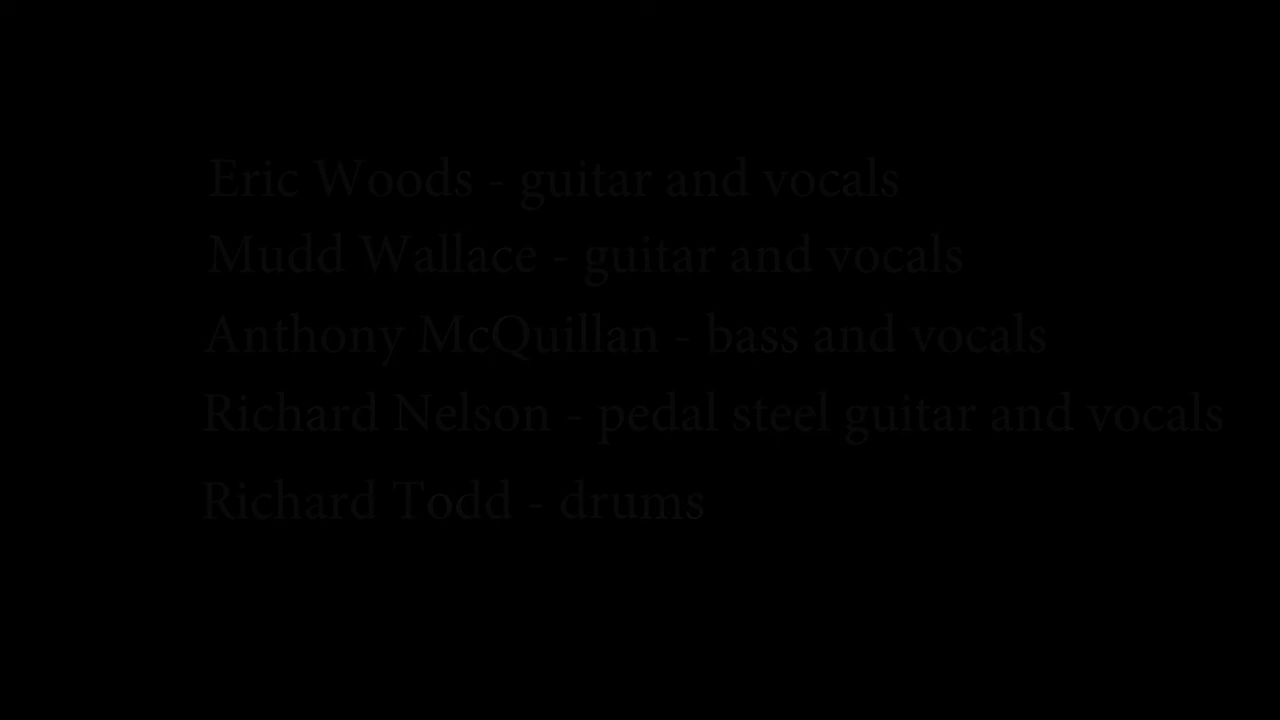 Eric Woods - guitar and vocals
Mudd Wallace - guitar and vocals
Anthony McQuillan - bass and vocals
Richard Nelson - pedal steel guitar and vocals
Richard Todd - drums